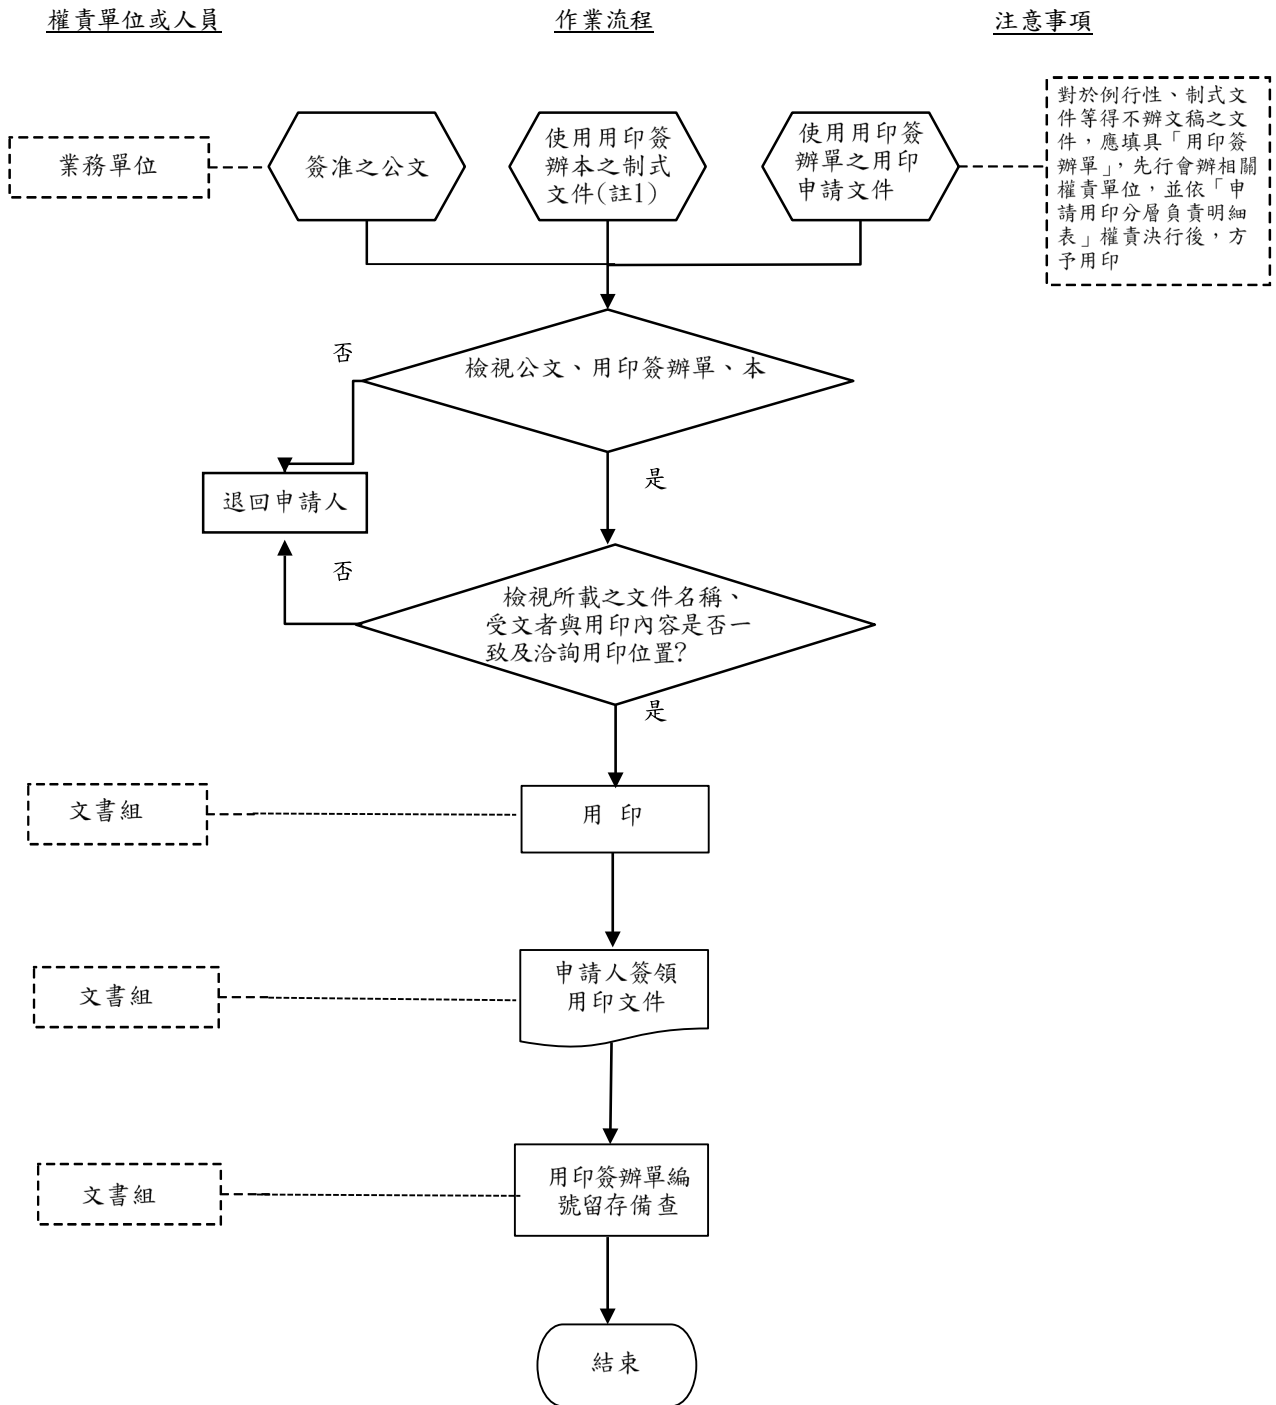 權責單位或人員
作業流程
注意事項
業務單位
簽准之公文
使用用印簽
辦本之制式
文件(註1)
使用用印簽
辦單之用印
申請文件
對於例行性、制式文
件等得不辦文稿之文
件，應填具「用印簽
辦單」，先行會辦相關
權責單位，並依「申
請用印分層負責明細
表」權責決行後，方
予用印
否
檢視公文、用印簽辦單、本
是
退回申請人
否
檢視所載之文件名稱、
受文者與用印內容是否一
致及洽詢用印位置?
是
文書組
用 印
文書組
申請人簽領
用印文件
文書組
用印簽辦單編
號留存備查
結束